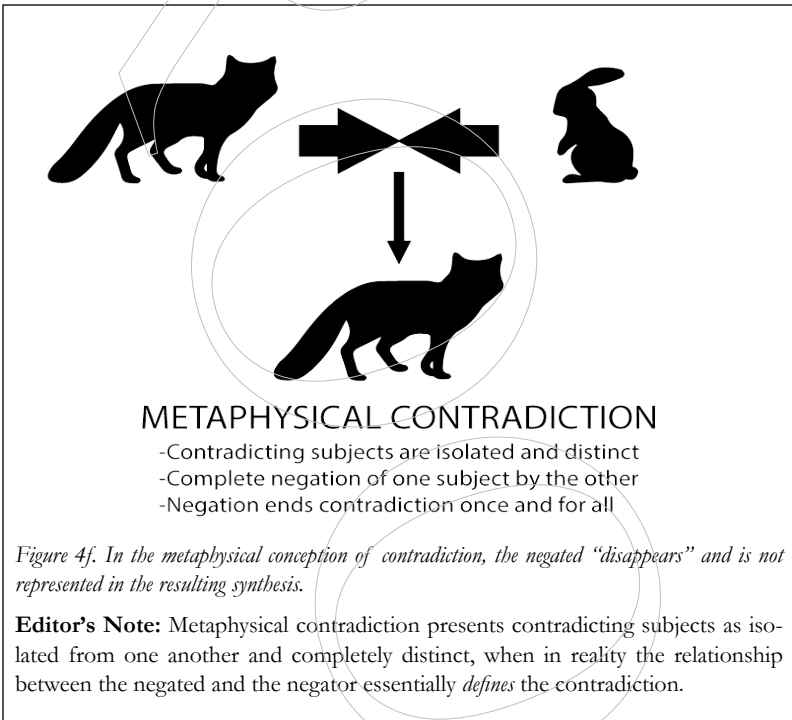 METAPHYSICAL CONTRADICTION
-Contradicting subjects are isolated and distinct
-Complete negation of one subject by the other
-Negation ends contradiction once and for all
Figure 4f. In the metaphysical conception of contradiction, the negated “disappears” and is not
represented in the resulting synthesis.
Editor's Note: Metaphysical contradiction presents contradicting subjects as iso-
lated from one another and completely distinct, when in reality the relationship
between the negated and the negator essentially defines the contradiction.